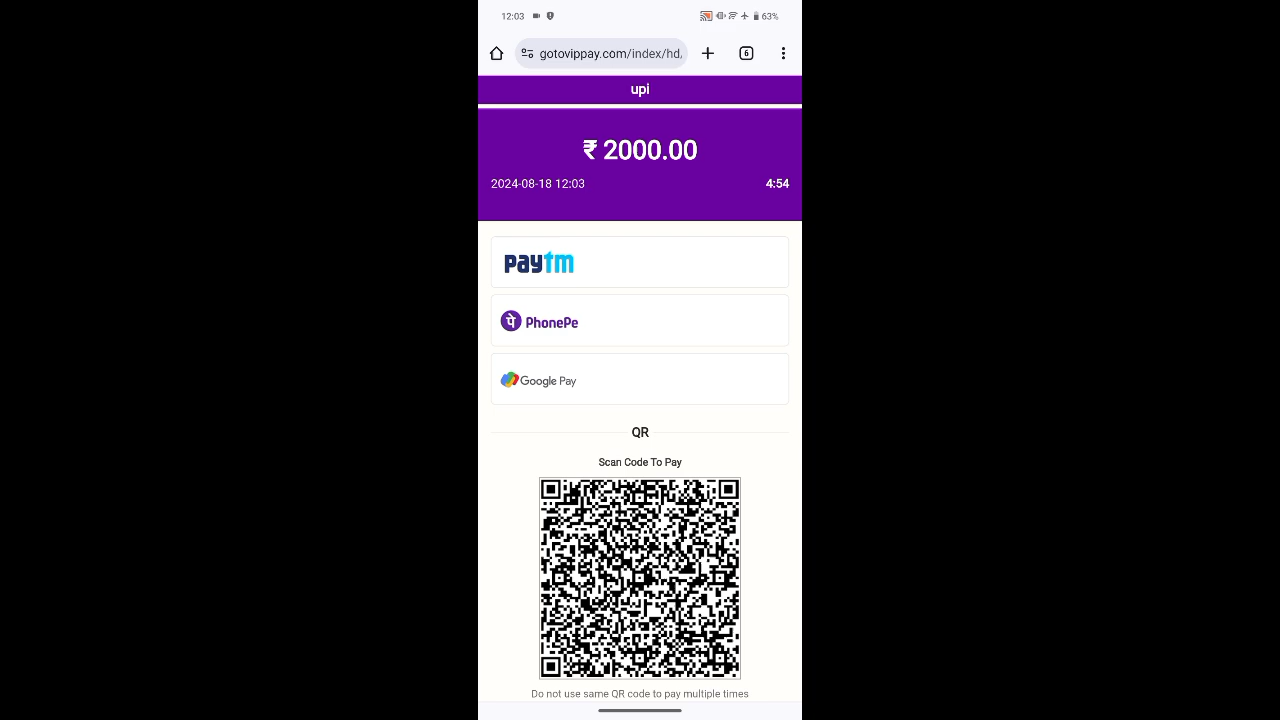 12:03
63%
gotovippay.com/index/hd,
6
upi
₹ 2000.00
2024-08-18 12:03
4:54
paytm
पे PhonePe
Google Pay
QR
Scan Code To Pay
Do not use same QR code to pay multiple times